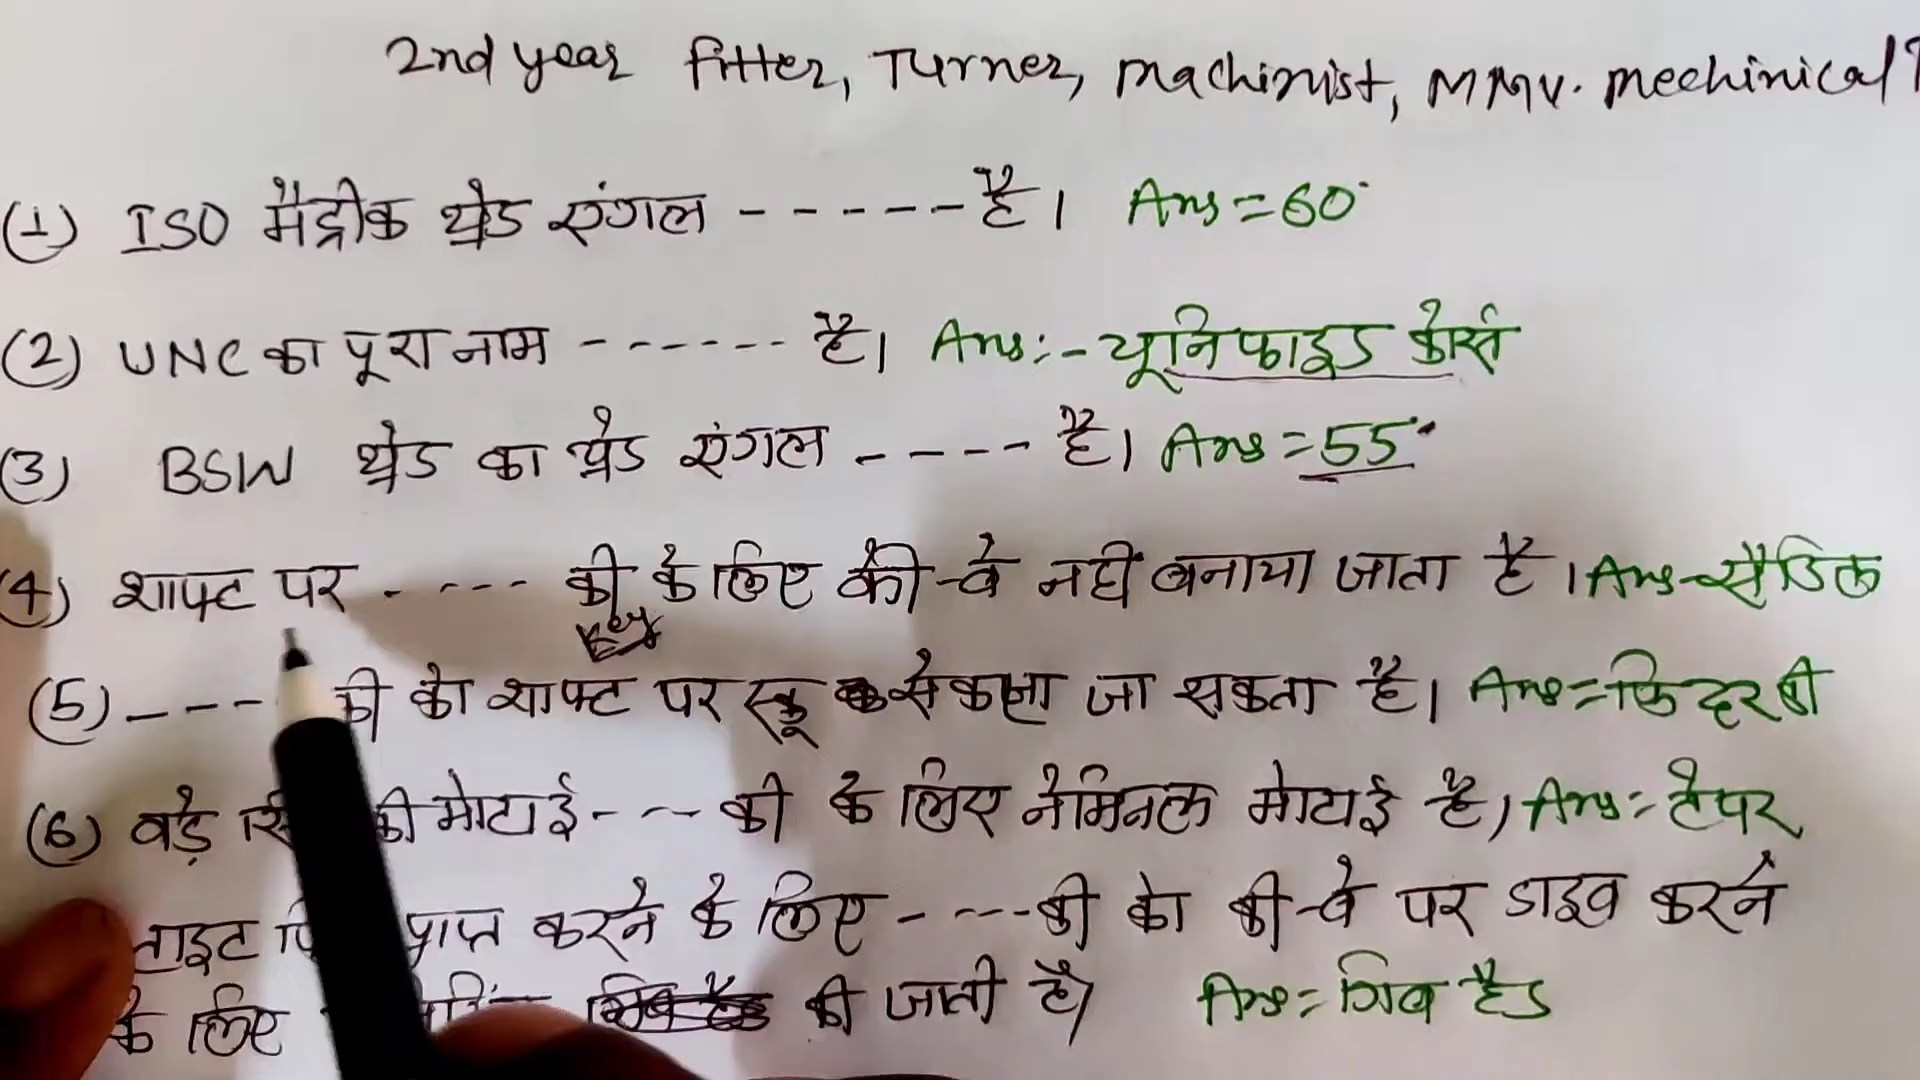 2nd year Fitter, Turner, Machinist, MMV. Mechinical
(1) ISO मैट्रीक थ्रेड एंगल ------ है। Ans = 60°
(2) UNC का पूरा नाम ------ है। Ans:- यूनिफाइड कोर्स
(3) BSW थ्रेड का थ्रेड एंगल ---- है। Ans = 55°
(4) शाफ्ट पर ---- की के लिए की-वे नहीं बनाया जाता है। Ans - सैडिल
Key
(5) ---- की को शाफ्ट पर स्क्रू से कसा जा सकता है। Ans =
(6) बड़े की मोटाई --- की के लिए नोमिनल मोटाई है, Ans = टेपर
टाइट प्राप्त करने के लिए ---- की को की-वे पर डाइव करने
के लिए की जाती है। Ans = गिब हैड